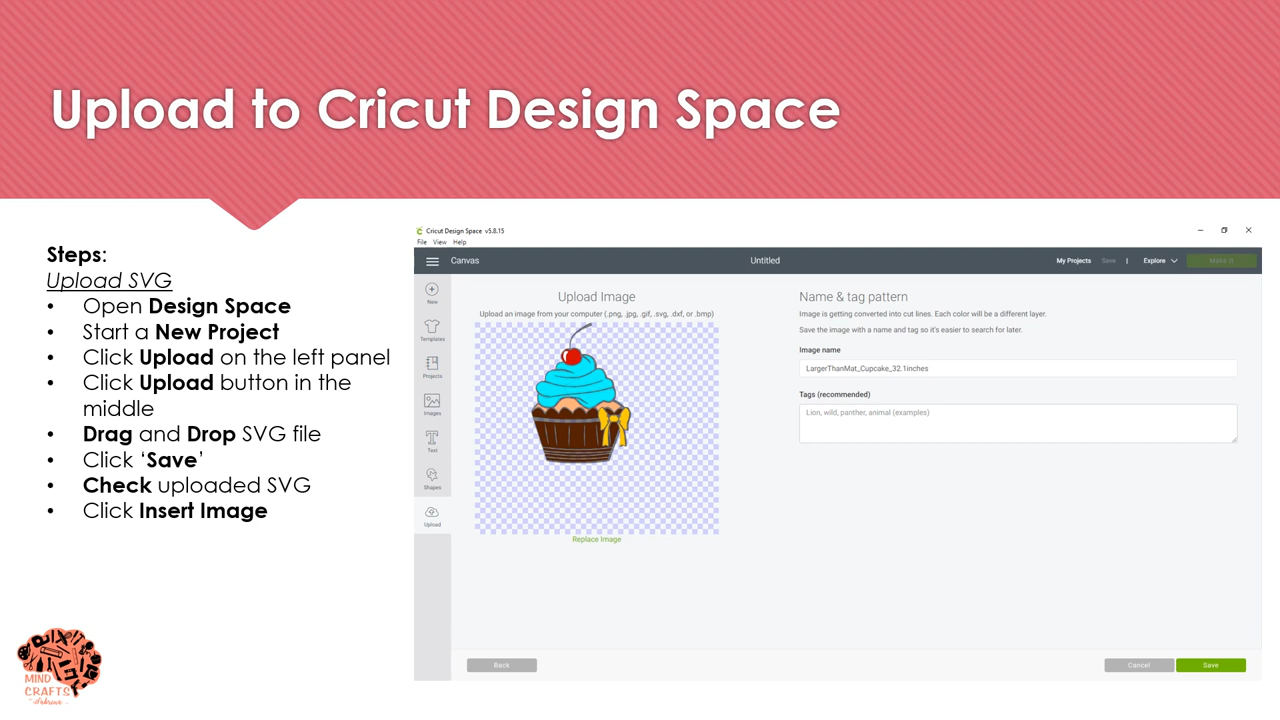 Upload to Cricut Design Space
Steps:
Upload SVG
• Open Design Space
• Start a New Project
• Click Upload on the left panel
• Click Upload button in the
middle
• Drag and Drop SVG file
• Click ‘Save’
• Check uploaded SVG
• Click Insert Image
MIND
CRAFTS
by Sabrina
Cricut Design Space v5.8.15
File View Help
Canvas
Untitled
My Projects Save | Explore Make It
New
Templates
Projects
Images
Text
Shapes
Upload
Upload Image
Upload an image from your computer (.png, .jpg, .gif, .svg, .dxf, or .bmp)
Replace Image
Name & tag pattern
Image is getting converted into cut lines. Each color will be a different layer.
Save the image with a name and tag so it's easier to search for later.
Image name
LargerThanMat_Cupcake_32.1inches
Tags (recommended)
Lion, wild, panther, animal (examples)
Back
Cancel
Save